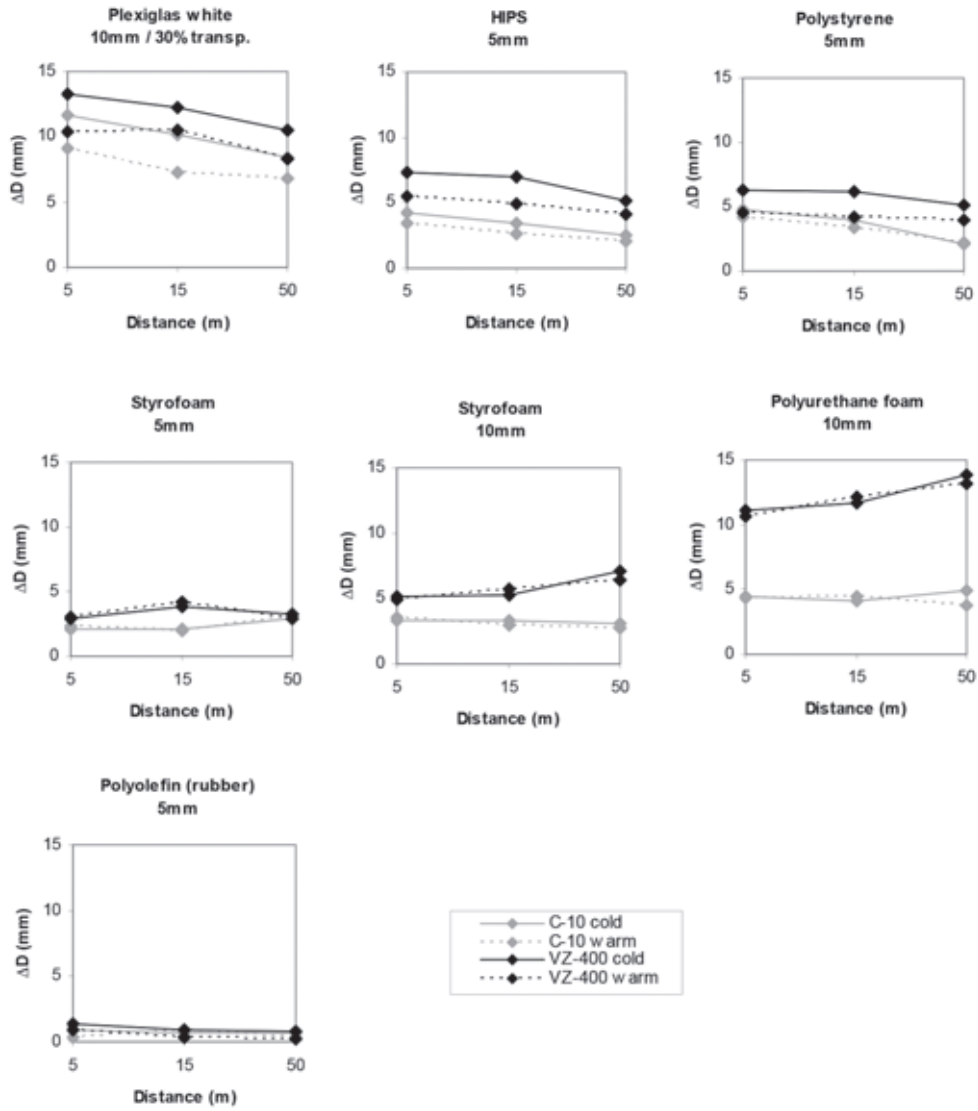 Plexiglas white
10mm / 30% transp.
15
10
5
0
ΔD (mm)
5 15 50
Distance (m)
HIPS
5mm
15
10
5
0
ΔD (mm)
5 15 50
Distance (m)
Polystyrene
5mm
15
10
5
0
ΔD (mm)
5 15 50
Distance (m)
Styrofoam
5mm
15
10
5
0
ΔD (mm)
5 15 50
Distance (m)
Styrofoam
10mm
15
10
5
0
ΔD (mm)
5 15 50
Distance (m)
Polyurethane foam
10mm
15
10
5
0
ΔD (mm)
5 15 50
Distance (m)
Polyolefin (rubber)
5mm
15
10
5
0
ΔD (mm)
5 15 50
Distance (m)
C-10 cold
C-10 warm
VZ-400 cold
VZ-400 warm